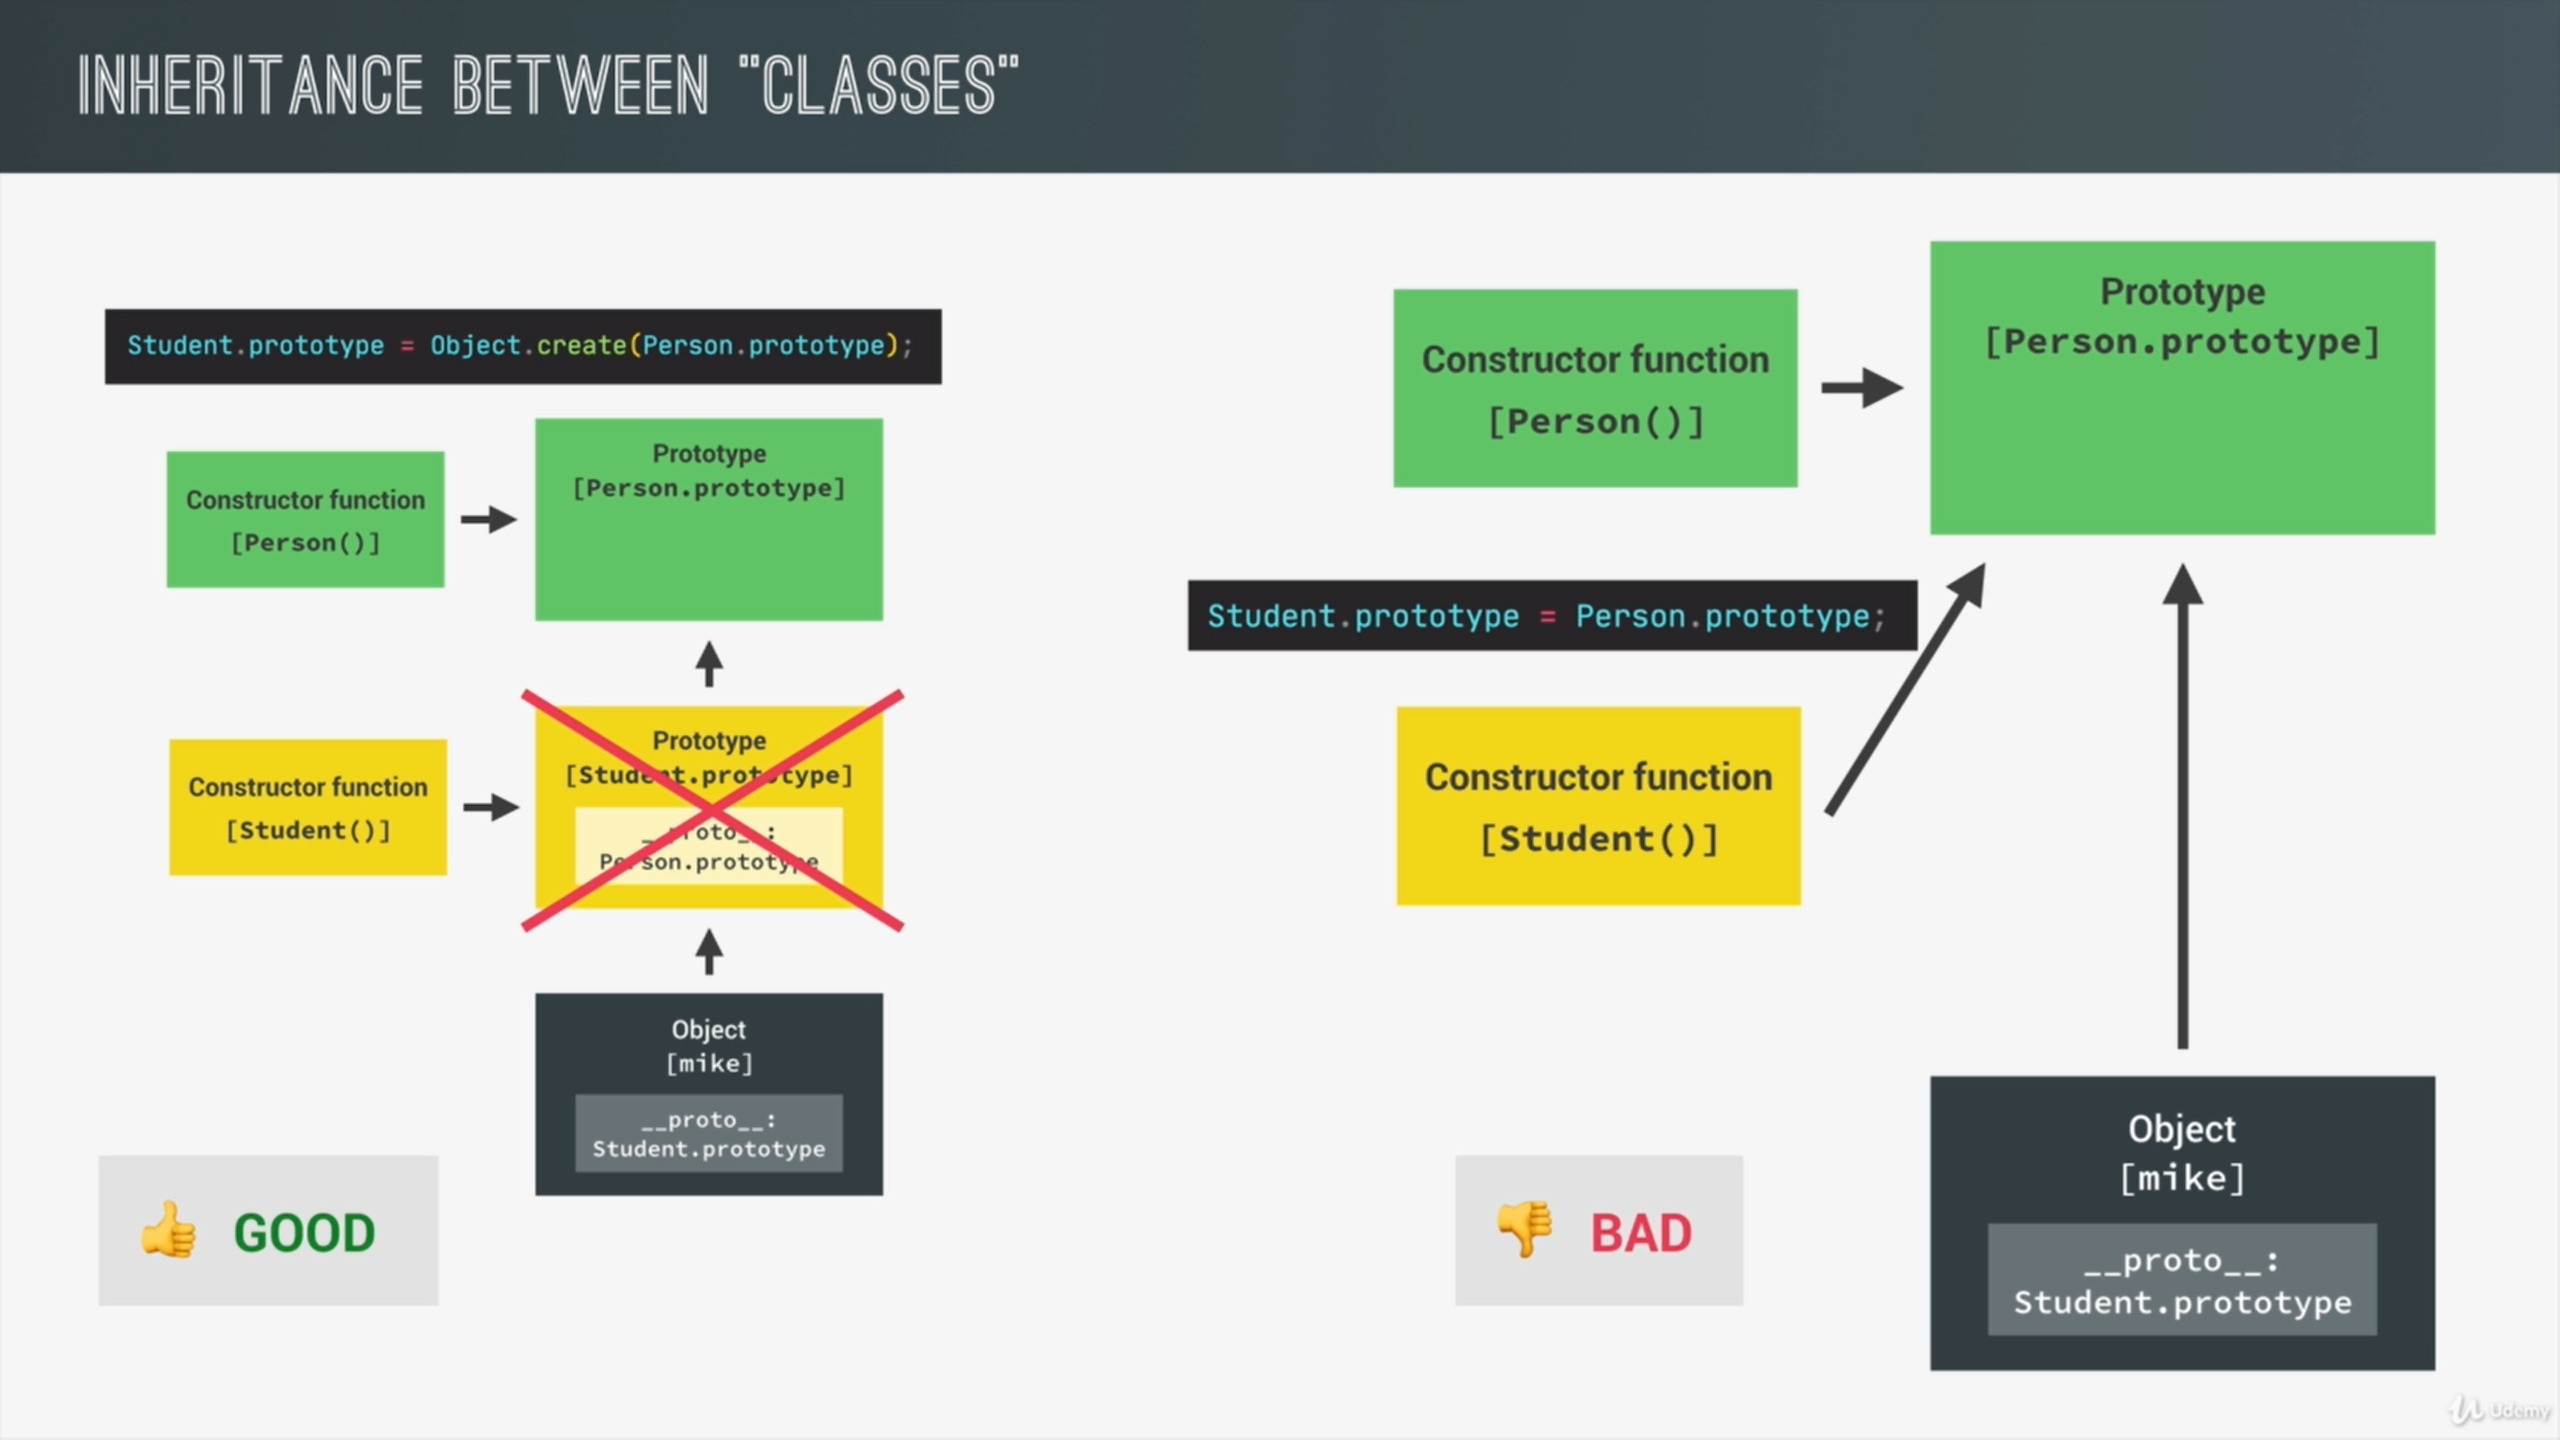 INHERITANCE BETWEEN "CLASSES"
Student.prototype = Object.create(Person.prototype);
Constructor function
[Person()]
Prototype
[Person.prototype]
Constructor function
[Student()]
Prototype
[Student.prototype]
__proto__:
Person.prototype
Object
[mike]
__proto__:
Student.prototype
👍 GOOD
Constructor function
[Person()]
Prototype
[Person.prototype]
Student.prototype = Person.prototype;
Constructor function
[Student()]
Object
[mike]
__proto__:
Student.prototype
👎 BAD
Udemy